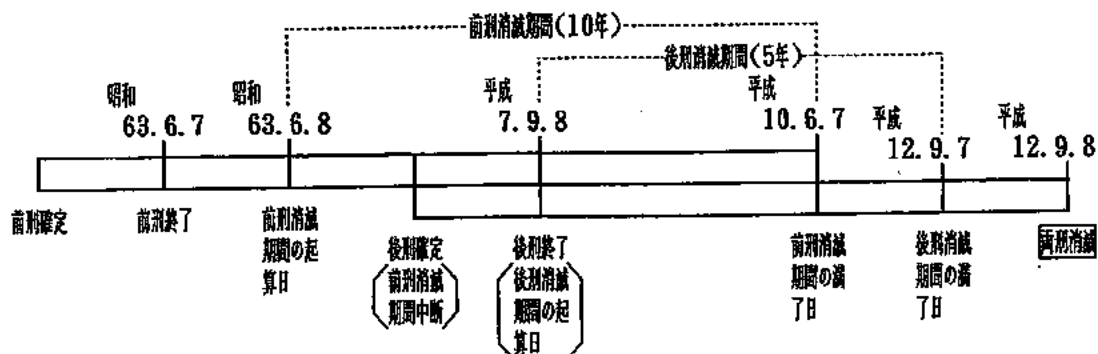 前刑消滅期間(10年)
後刑消滅期間(5年)
昭和
63.6.7
昭和
63.6.8
平成
7.9.8
平成
10.6.7
平成
12.9.7
平成
12.9.8
前刑確定
前刑終了
前刑消滅
期間の起
算日
後刑確定
(前刑消滅
期間中断)
後刑終了
(後刑消滅
期間の起
算日)
前刑消滅
期間の満
了日
後刑消滅
期間の満
了日
両刑消滅